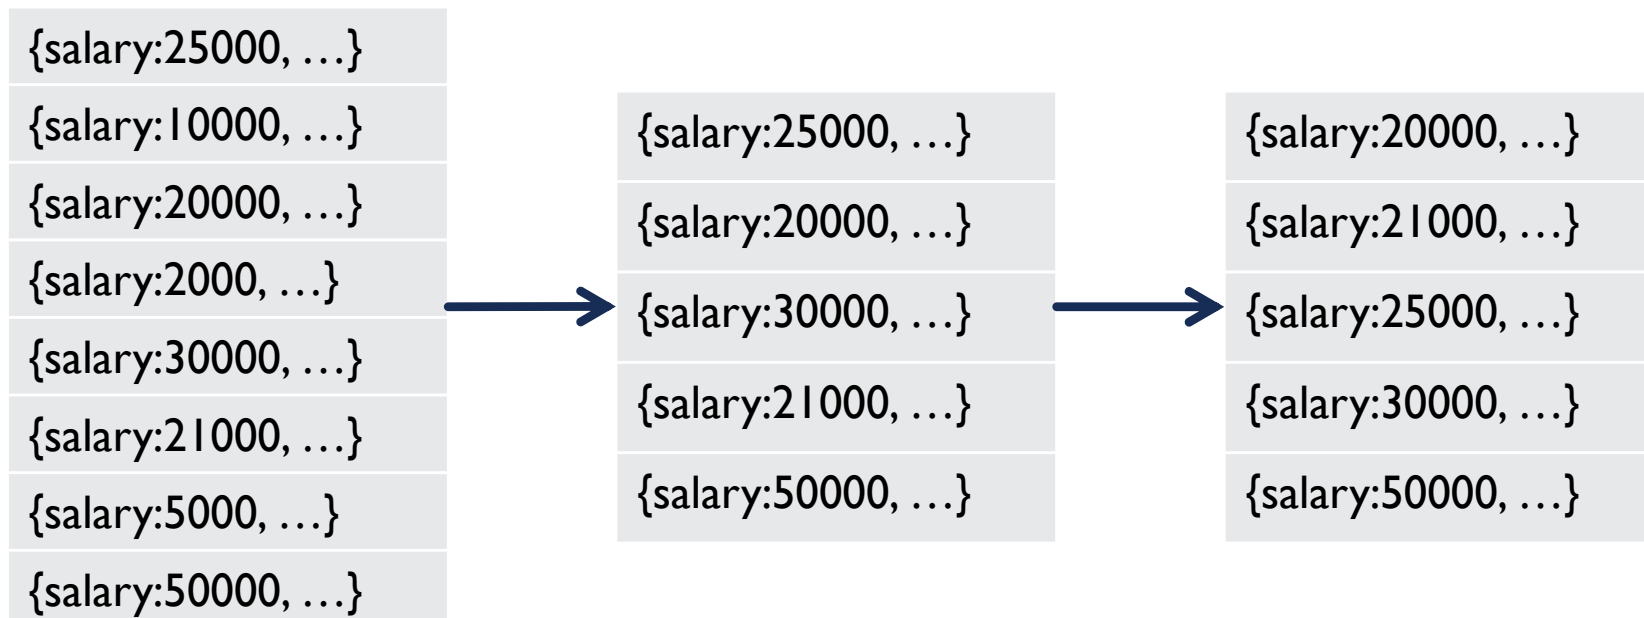 {salary:25000, …}
{salary:10000, …}
{salary:20000, …}
{salary:2000, …}
{salary:30000, …}
{salary:21000, …}
{salary:5000, …}
{salary:50000, …}
{salary:25000, …}
{salary:20000, …}
{salary:30000, …}
{salary:21000, …}
{salary:50000, …}
{salary:20000, …}
{salary:21000, …}
{salary:25000, …}
{salary:30000, …}
{salary:50000, …}